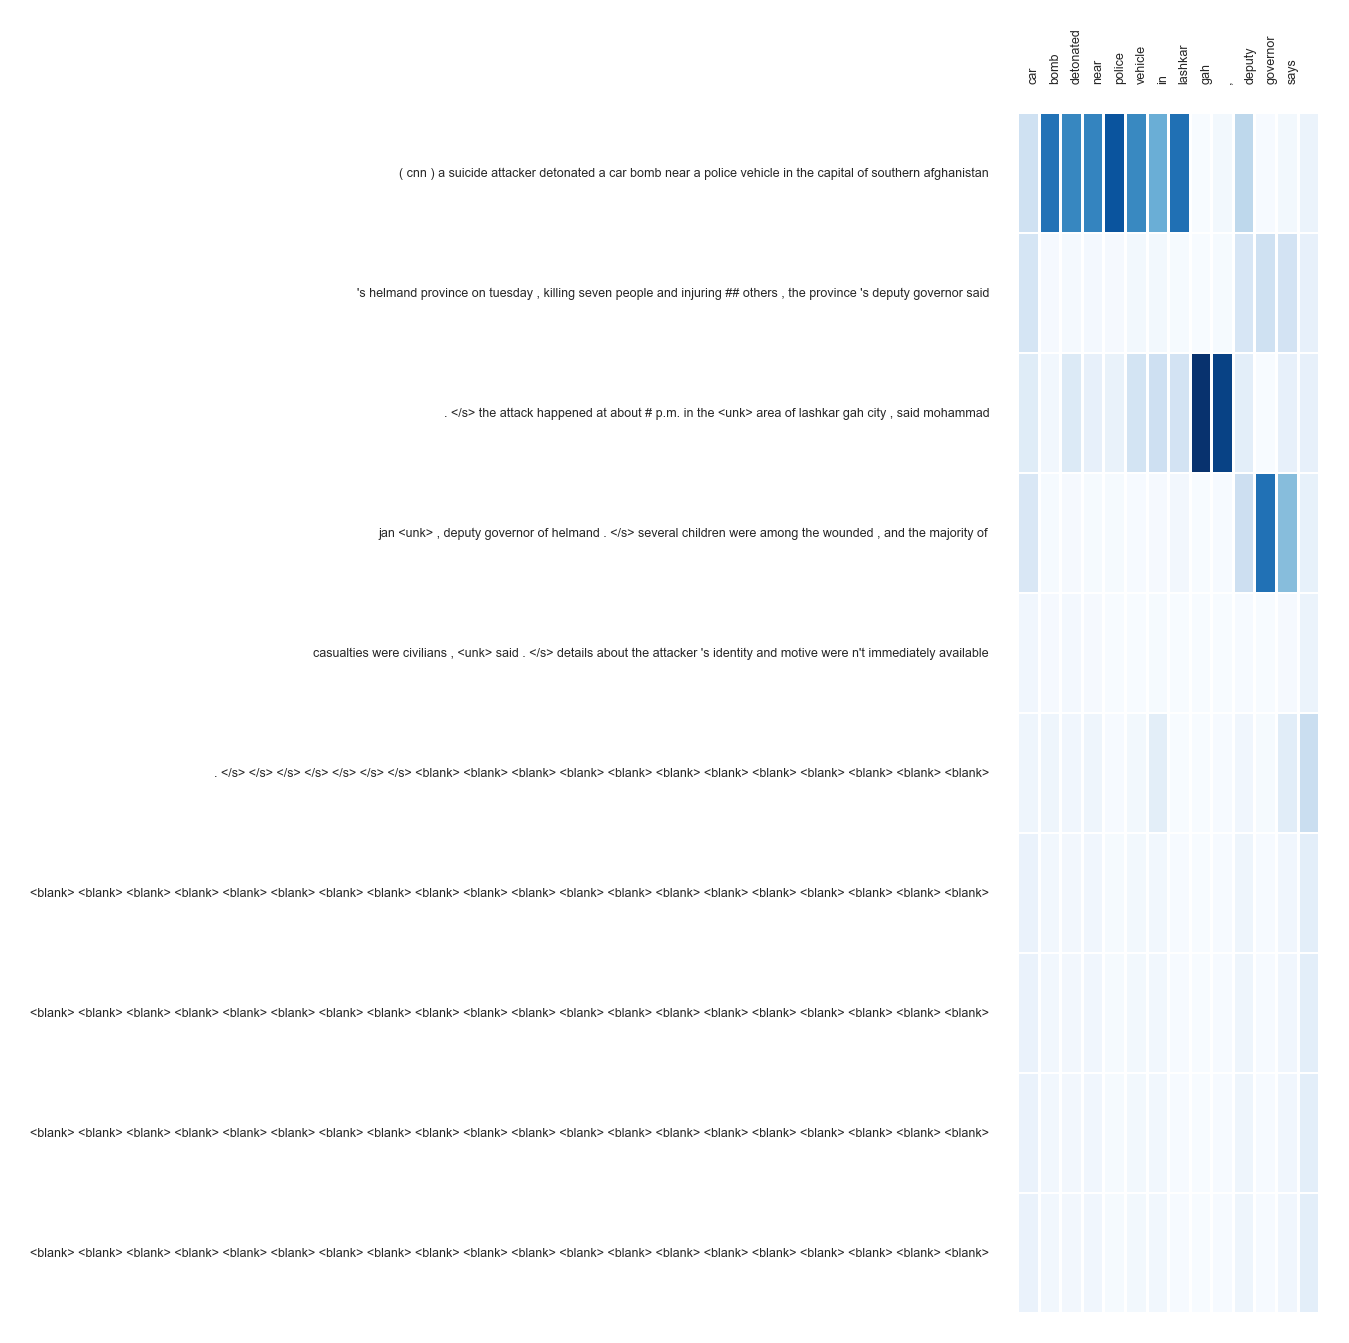 car
bomb
detonated
near
police
vehicle
in
lashkar
gah
,
deputy
governor
says
( cnn ) a suicide attacker detonated a car bomb near a police vehicle in the capital of southern afghanistan
's helmand province on tuesday , killing seven people and injuring ## others , the province 's deputy governor said
. </s> the attack happened at about # p.m. in the <unk> area of lashkar gah city , said mohammad
jan <unk> , deputy governor of helmand . </s> several children were among the wounded , and the majority of
casualties were civilians , <unk> said . </s> details about the attacker 's identity and motive were n't immediately available
. </s> </s> </s> </s> </s> </s> </s> <blank> <blank> <blank> <blank> <blank> <blank> <blank> <blank> <blank> <blank> <blank> <blank>
<blank> <blank> <blank> <blank> <blank> <blank> <blank> <blank> <blank> <blank> <blank> <blank> <blank> <blank> <blank> <blank> <blank> <blank> <blank> <blank>
<blank> <blank> <blank> <blank> <blank> <blank> <blank> <blank> <blank> <blank> <blank> <blank> <blank> <blank> <blank> <blank> <blank> <blank> <blank> <blank>
<blank> <blank> <blank> <blank> <blank> <blank> <blank> <blank> <blank> <blank> <blank> <blank> <blank> <blank> <blank> <blank> <blank> <blank> <blank> <blank>
<blank> <blank> <blank> <blank> <blank> <blank> <blank> <blank> <blank> <blank> <blank> <blank> <blank> <blank> <blank> <blank> <blank> <blank> <blank> <blank>